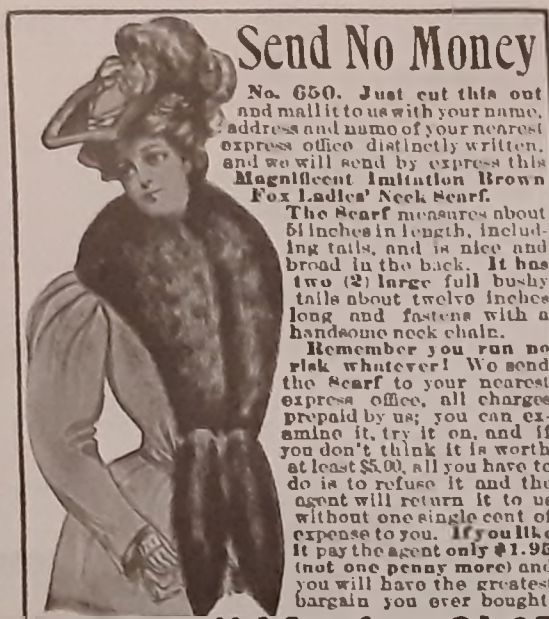 Send No Money
No. 650. Just cut this out
and mail it to us with your name,
address and name of your nearest
express office distinctly written,
and we will send by express this
Magnificent Imitation Brown
Fox Ladies' Neck Scarf.
The Scarf measures about
51 inches in length, includ-
ing tails, and is nice and
broad in the back. It has
two (2) large full bushy
tails about twelve inches
long and fastens with a
handsome neck chain.
Remember you run no
risk whatever! We send
the Scarf to your nearest
express office, all charges
prepaid by us; you can ex-
amine it, try it on, and if
you don't think it is worth
at least $5.00, all you have to
do is to refuse it and the
agent will return it to us
without one single cent of
expense to you. If you like
it pay the agent only $1.95
(not one penny more) and
you will have the greatest
bargain you ever bought